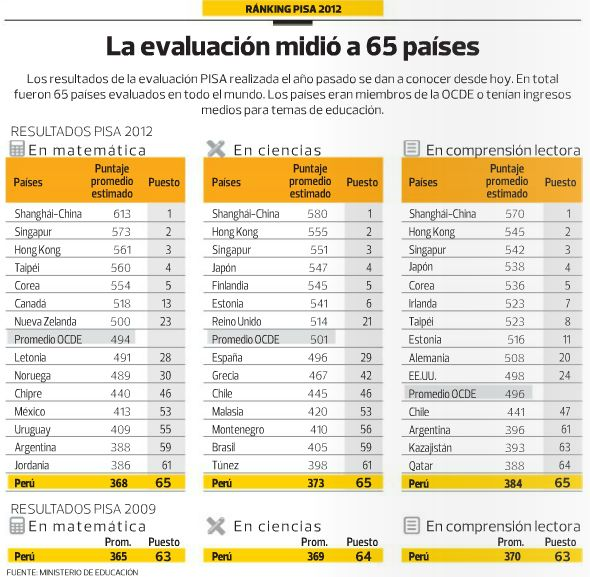 RÁNKING PISA 2012
La evaluación midió a 65 países
Los resultados de la evaluación PISA realizada el año pasado se dan a conocer desde hoy. En total
fueron 65 países evaluados en todo el mundo. Los países eran miembros de la OCDE o tenían ingresos
medios para temas de educación.
RESULTADOS PISA 2012
En matemática
Países Puntaje promedio estimado Puesto
Shanghái-China 613 1
Singapur 573 2
Hong Kong 561 3
Taipéi 560 4
Corea 554 5
Canadá 518 13
Nueva Zelanda 500 23
Promedio OCDE 494
Letonia 491 28
Noruega 489 30
Chipre 440 46
México 413 53
Uruguay 409 55
Argentina 388 59
Jordania 386 61
Perú 368 65
En ciencias
Países Puntaje promedio estimado Puesto
Shanghái-China 580 1
Hong Kong 555 2
Singapur 551 3
Japón 547 4
Finlandia 545 5
Estonia 541 6
Reino Unido 514 21
Promedio OCDE 501
España 496 29
Grecia 467 42
Chile 445 46
Malasia 420 53
Montenegro 410 56
Brasil 405 59
Túnez 398 61
Perú 373 65
En comprensión lectora
Países Puntaje promedio estimado Puesto
Shanghái-China 570 1
Hong Kong 545 2
Singapur 542 3
Japón 538 4
Corea 536 5
Irlanda 523 7
Taipéi 523 8
Estonia 516 11
Alemania 508 20
EE.UU. 498 24
Promedio OCDE 496
Chile 441 47
Argentina 396 61
Kazajistán 393 63
Qatar 388 64
Perú 384 65
RESULTADOS PISA 2009
En matemática
Prom. Puesto
Perú 365 63
En ciencias
Prom. Puesto
Perú 369 64
En comprensión lectora
Prom. Puesto
Perú 370 63
FUENTE: MINISTERIO DE EDUCACIÓN